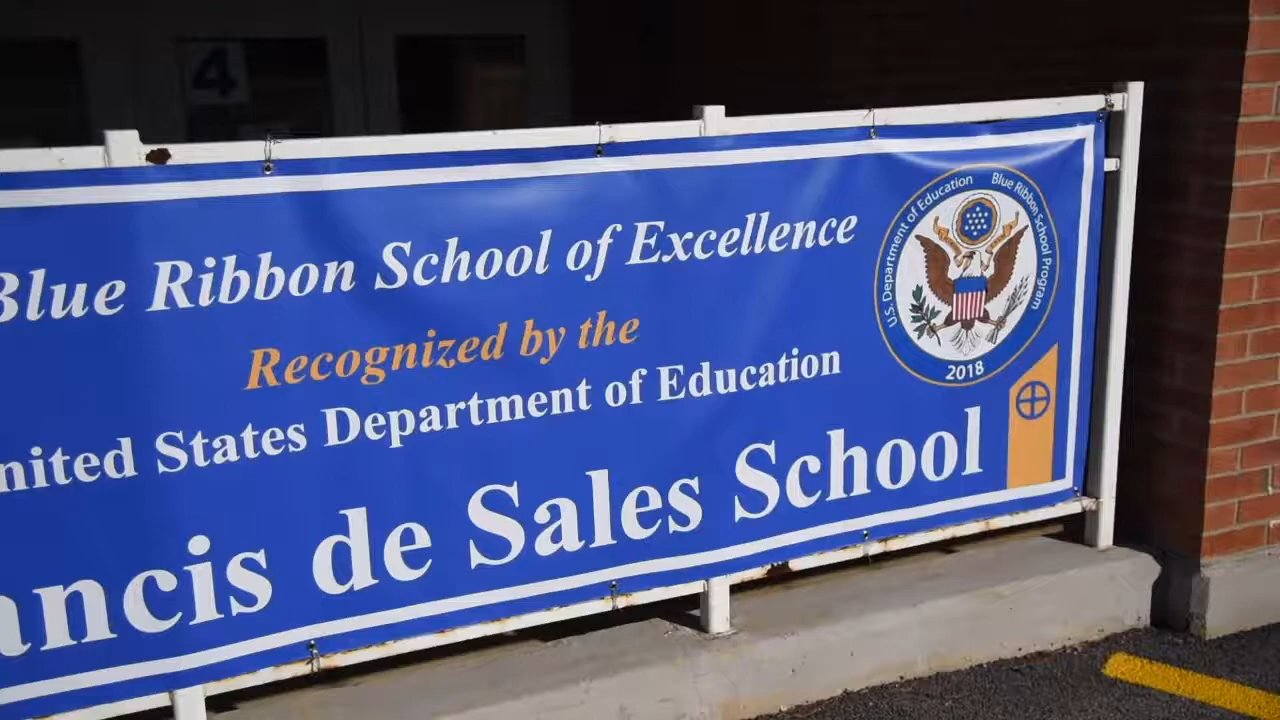 4
Blue Ribbon School of Excellence
Recognized by the
nited States Department of Education
ancis de Sales School
U.S. Department of Education Blue Ribbon School Program
2018